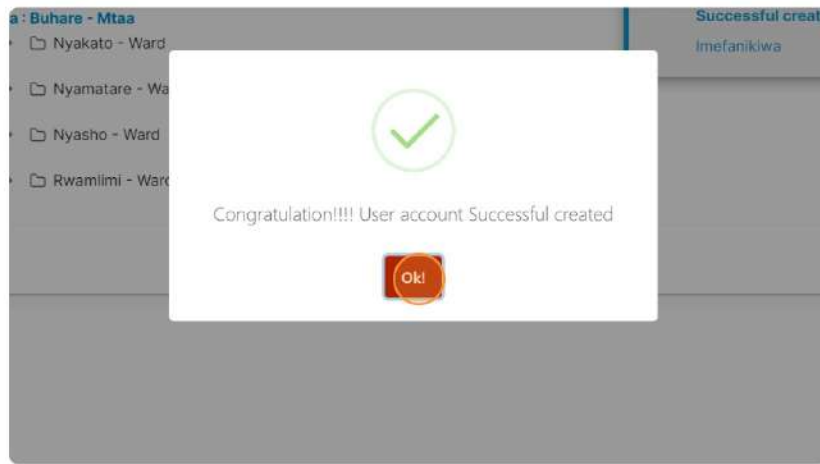 a : Buhare - Mtaa
Nyakato - Ward
Nyamatare - Wa
Nyasho - Ward
Rwamlimi - Ward
Successful creat
Imefanikiwa
Congratulation!!!! User account Successful created
Ok!